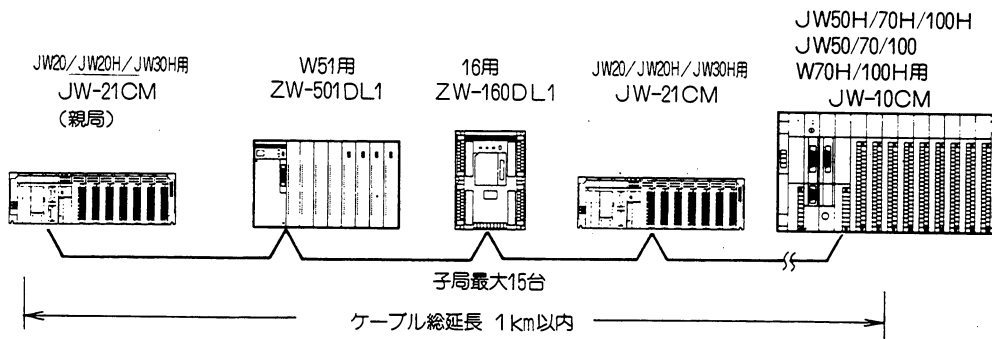 JW20/JW20H/JW30H用
JW-21CM
(親局)
W51用
ZW-501DL1
16用
ZW-160DL1
JW20/JW20H/JW30H用
JW-21CM
JW50H/70H/100H
JW50/70/100
W70H/100H用
JW-10CM
子局最大15台
ケーブル総延長 1km以内